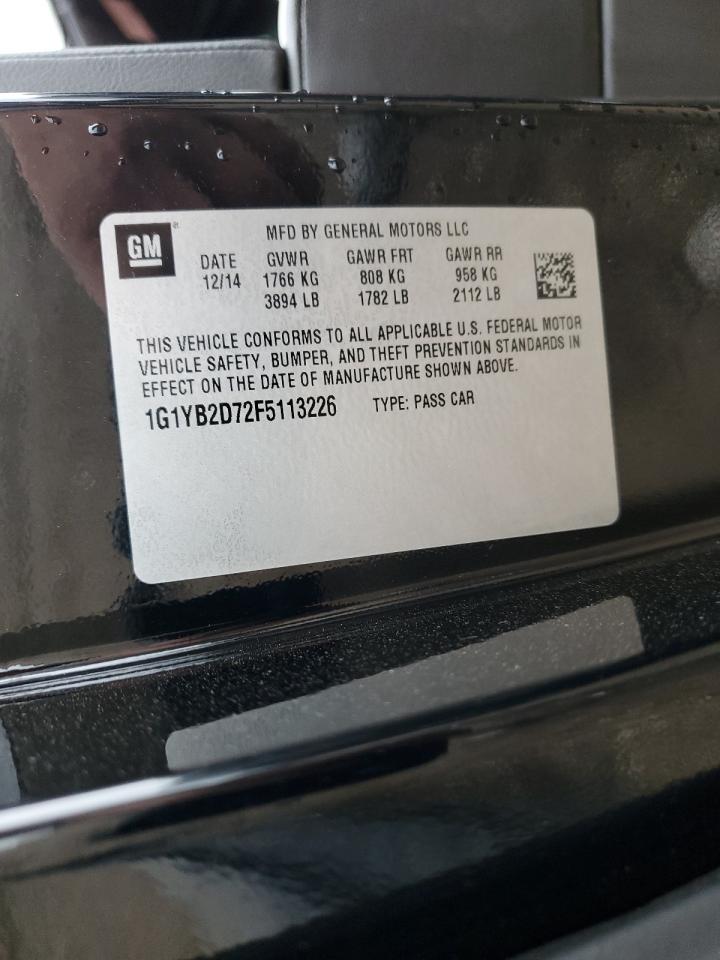 GM
MFD BY GENERAL MOTORS LLC
DATE GVWR GAWR FRT GAWR RR
12/14 1766 KG 808 KG 958 KG
3894 LB 1782 LB 2112 LB
THIS VEHICLE CONFORMS TO ALL APPLICABLE U.S. FEDERAL MOTOR
VEHICLE SAFETY, BUMPER, AND THEFT PREVENTION STANDARDS IN
EFFECT ON THE DATE OF MANUFACTURE SHOWN ABOVE.
1G1YB2D72F5113226 TYPE: PASS CAR